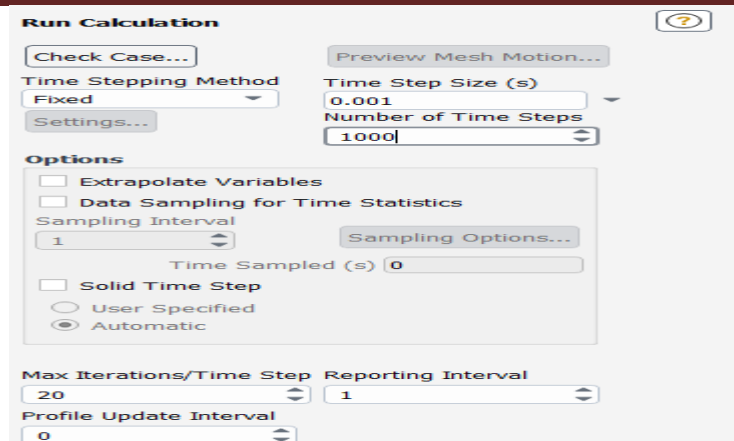 Run Calculation
?
Check Case... Preview Mesh Motion...
Time Stepping Method Time Step Size (s)
Fixed 0.001
Settings... Number of Time Steps
1000
Options
Extrapolate Variables
Data Sampling for Time Statistics
Sampling Interval
1 Sampling Options...
Time Sampled (s) 0
Solid Time Step
User Specified
Automatic
Max Iterations/Time Step Reporting Interval
20 1
Profile Update Interval
0